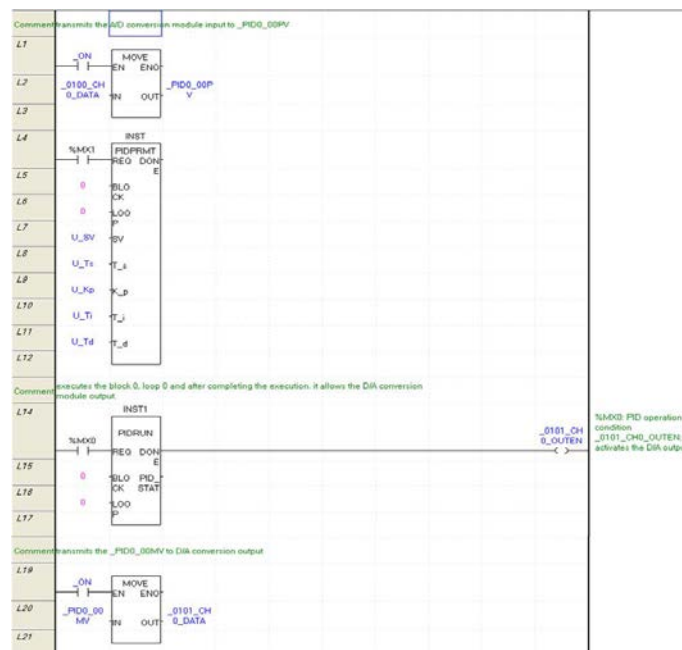 Comment transmits the A/D conversion module input to _PID0_00PV
L1
_ON
MOVE
EN ENO
L2
_0100_CH
0_DATA
IN OUT
_PID0_00P
V
L3
L4
INST
%MX1
PIDPRMT
REQ DON
E
L5
0
BLO
CK
L6
0
LOO
P
L7
U_SV
SV
L8
U_Ts
T_s
L9
U_Kp
K_p
L10
U_Ti
T_i
L11
U_Td
T_d
L12
Comment executes the block 0, loop 0 and after completing the execution, it allows the D/A conversion
module output.
L14
INST1
PIDRUN
%MX0
REQ DON
E
_0101_CH
0_OUTEN
%MX0: PID operation
condition
_0101_CH0_OUTEN:
activates the D/A outp
L15
0
BLO PID_
CK STAT
L16
0
LOO
P
L17
Comment transmits the _PID0_00MV to D/A conversion output
L19
_ON
MOVE
EN ENO
L20
_PID0_00
MV
IN OUT
_0101_CH
0_DATA
L21